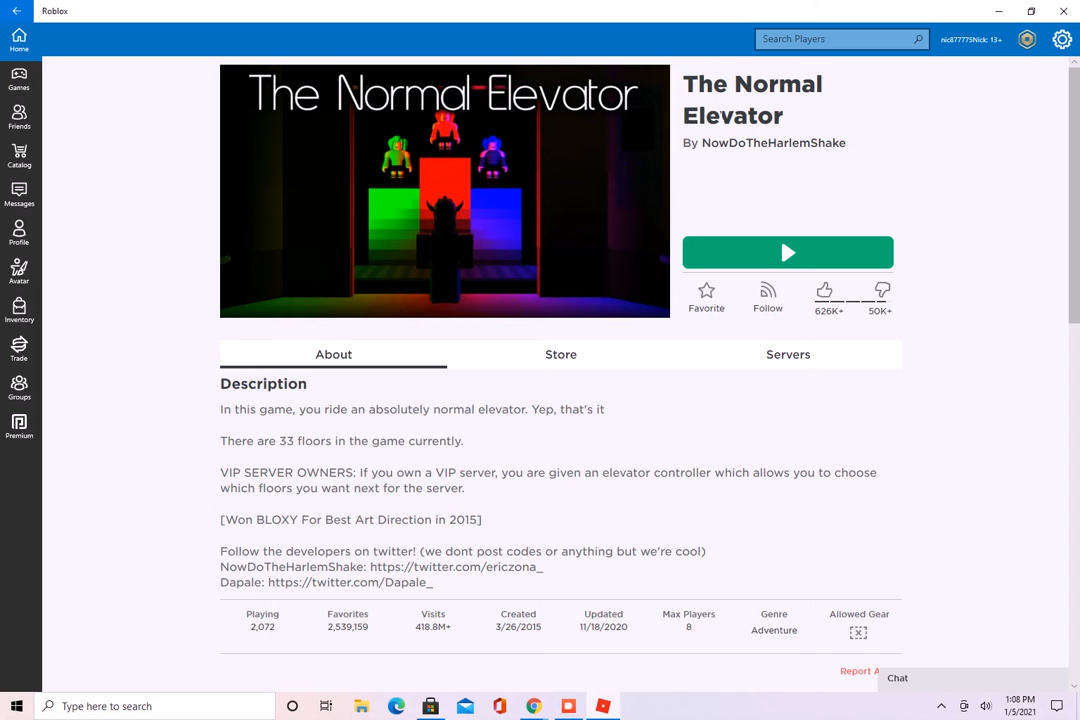 Roblox
Home
Search Players
nic877775Nick: 13+
Games
Friends
Catalog
Messages
Profile
Avatar
Inventory
Trade
Groups
Premium
The Normal Elevator
The Normal
Elevator
By NowDoTheHarlemShake
Favorite
Follow
626K+
50K+
About
Store
Servers
Description
In this game, you ride an absolutely normal elevator. Yep, that's it
There are 33 floors in the game currently.
VIP SERVER OWNERS: If you own a VIP server, you are given an elevator controller which allows you to choose
which floors you want next for the server.
[Won BLOXY For Best Art Direction in 2015]
Follow the developers on twitter! (we dont post codes or anything but we're cool)
NowDoTheHarlemShake: https://twitter.com/ericzona_
Dapale: https://twitter.com/Dapale_
Playing Favorites Visits Created Updated Max Players Genre Allowed Gear
2,072 2,539,159 418.8M+ 3/26/2015 11/18/2020 8 Adventure
Report A
Chat
Type here to search
1:08 PM
1/5/2021